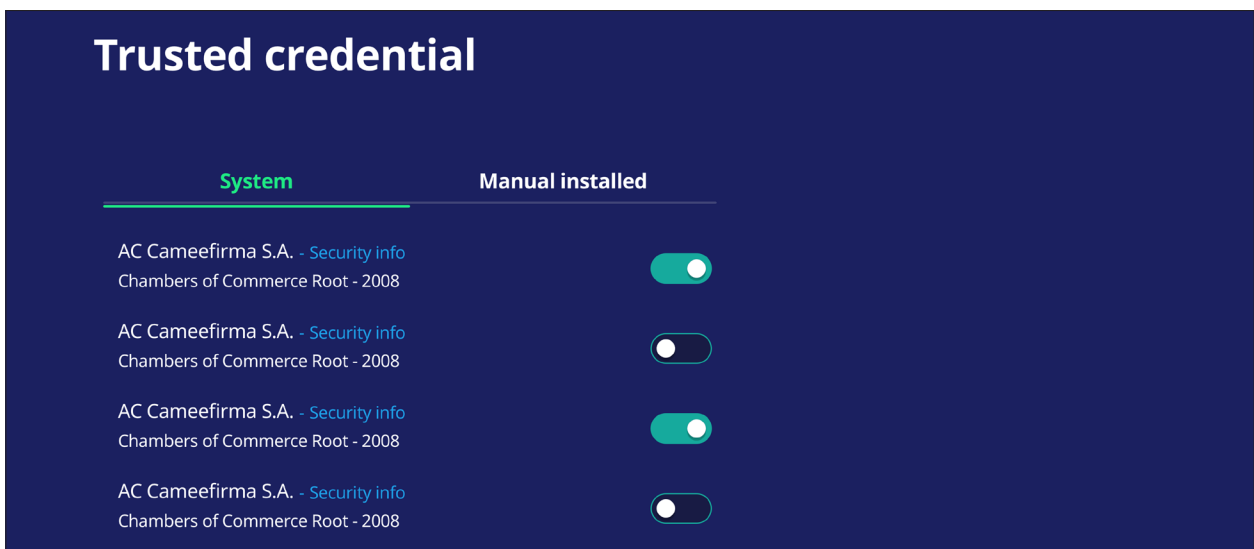 Trusted credential
System Manual installed
AC Cameefirma S.A. - Security info
Chambers of Commerce Root - 2008
AC Cameefirma S.A. - Security info
Chambers of Commerce Root - 2008
AC Cameefirma S.A. - Security info
Chambers of Commerce Root - 2008
AC Cameefirma S.A. - Security info
Chambers of Commerce Root - 2008